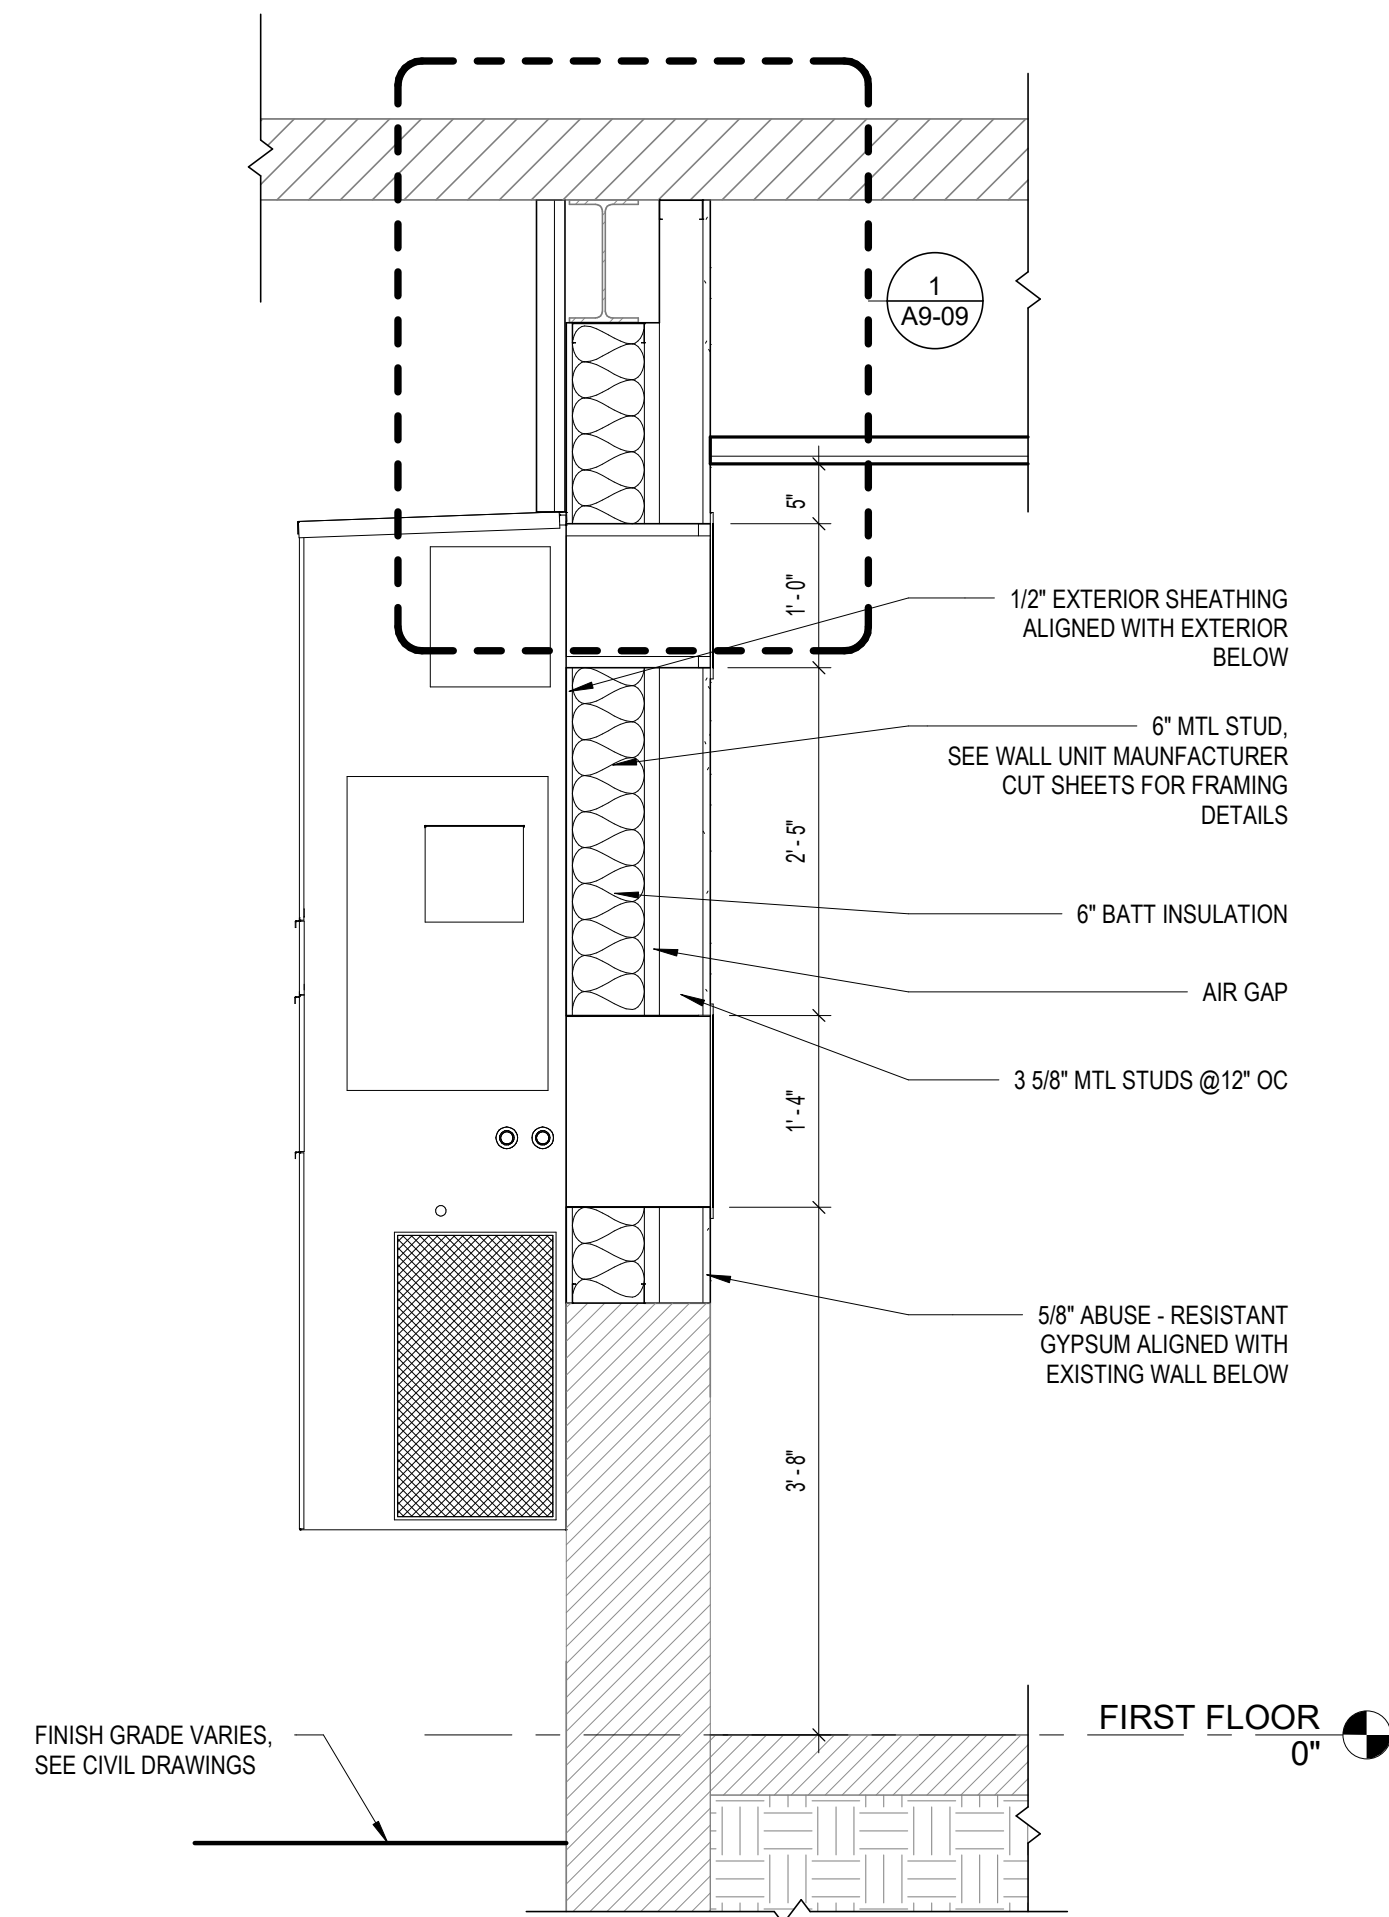 1
A9-09
5"
1' - 0"
1/2" EXTERIOR SHEATHING
ALIGNED WITH EXTERIOR
BELOW
6" MTL STUD,
SEE WALL UNIT MAUNFACTURER
CUT SHEETS FOR FRAMING
DETAILS
2' - 5"
6" BATT INSULATION
AIR GAP
3 5/8" MTL STUDS @12" OC
1' - 4"
5/8" ABUSE - RESISTANT
GYPSUM ALIGNED WITH
EXISTING WALL BELOW
3' - 8"
FIRST FLOOR
0"
FINISH GRADE VARIES,
SEE CIVIL DRAWINGS